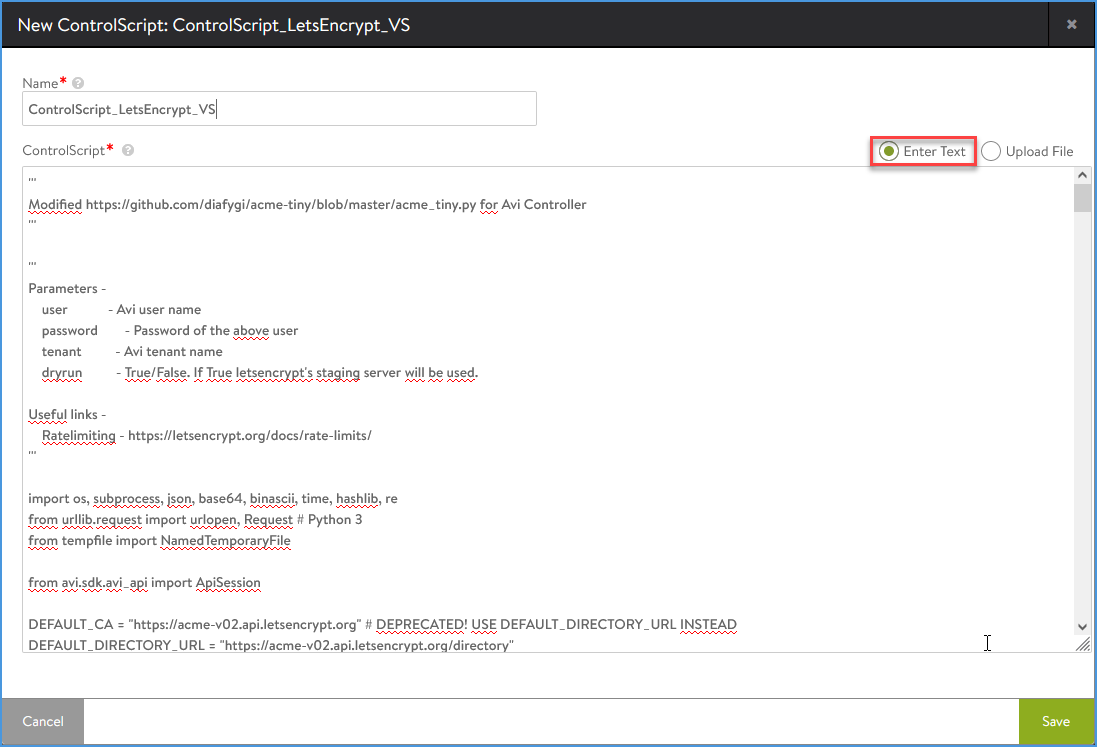 New ControlScript: ControlScript_LetsEncrypt_VS
Name*
ControlScript_LetsEncrypt_VS
ControlScript*
Enter Text
Upload File
'''
Modified https://github.com/diafygi/acme-tiny/blob/master/acme_tiny.py for Avi Controller
'''
'''
Parameters -
user - Avi user name
password - Password of the above user
tenant - Avi tenant name
dryrun - True/False. If True letsencrypt's staging server will be used.
Useful links -
Ratelimiting - https://letsencrypt.org/docs/rate-limits/
'''
import os, subprocess, json, base64, binascii, time, hashlib, re
from urllib.request import urlopen, Request # Python 3
from tempfile import NamedTemporaryFile
from avi.sdk.avi_api import ApiSession
DEFAULT_CA = "https://acme-v02.api.letsencrypt.org" # DEPRECATED! USE DEFAULT_DIRECTORY_URL INSTEAD
DEFAULT_DIRECTORY_URL = "https://acme-v02.api.letsencrypt.org/directory"
Cancel
Save